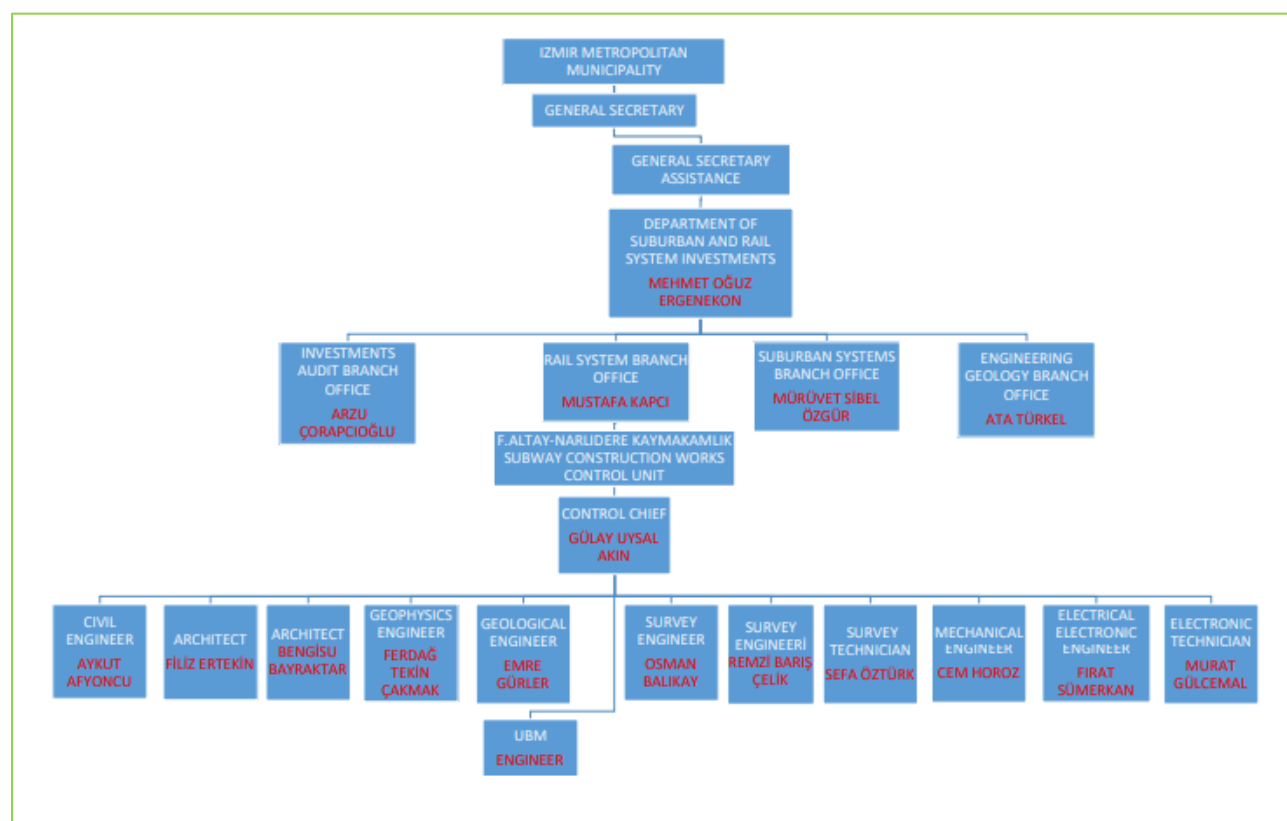 IZMIR METROPOLITAN
MUNICIPALITY
GENERAL SECRETARY
GENERAL SECRETARY
ASSISTANCE
DEPARTMENT OF
SUBURBAN AND RAIL
SYSTEM INVESTMENTS
MEHMET OĞUZ
ERGENEKON
INVESTMENTS
AUDIT BRANCH
OFFICE
ARZU
ÇORAPCIOĞLU
RAIL SYSTEM BRANCH
OFFICE
MUSTAFA KAPCI
SUBURBAN SYSTEMS
BRANCH OFFICE
MÜRÜVET SİBEL
ÖZGÜR
ENGINEERING
GEOLOGY BRANCH
OFFICE
ATA TÜRKEL
F.ALTAY-NARLIDERE KAYMAKAMLIK
SUBWAY CONSTRUCTION WORKS
CONTROL UNIT
CONTROL CHIEF
GÜLAY UYSAL
AKIN
CIVIL
ENGINEER
AYKUT
AFYONCU
ARCHITECT
FİLİZ ERTEKİN
ARCHITECT
BENGİSU
BAYRAKTAR
GEOPHYSICS
ENGINEER
FERDAĞ
TEKİN
ÇAKMAK
GEOLOGICAL
ENGINEER
EMRE
GÜRLER
SURVEY
ENGINEER
OSMAN
BALIKAY
SURVEY
ENGINEERİ
REMZİ BARIŞ
ÇELİK
SURVEY
TECHNICIAN
SEFA ÖZTÜRK
MECHANICAL
ENGINEER
CEM HOROZ
ELECTRICAL
ELECTRONIC
ENGINEER
FIRAT
SÜMERKAN
ELECTRONIC
TECHNICIAN
MURAT
GÜLCEMAL
UBM
ENGINEER